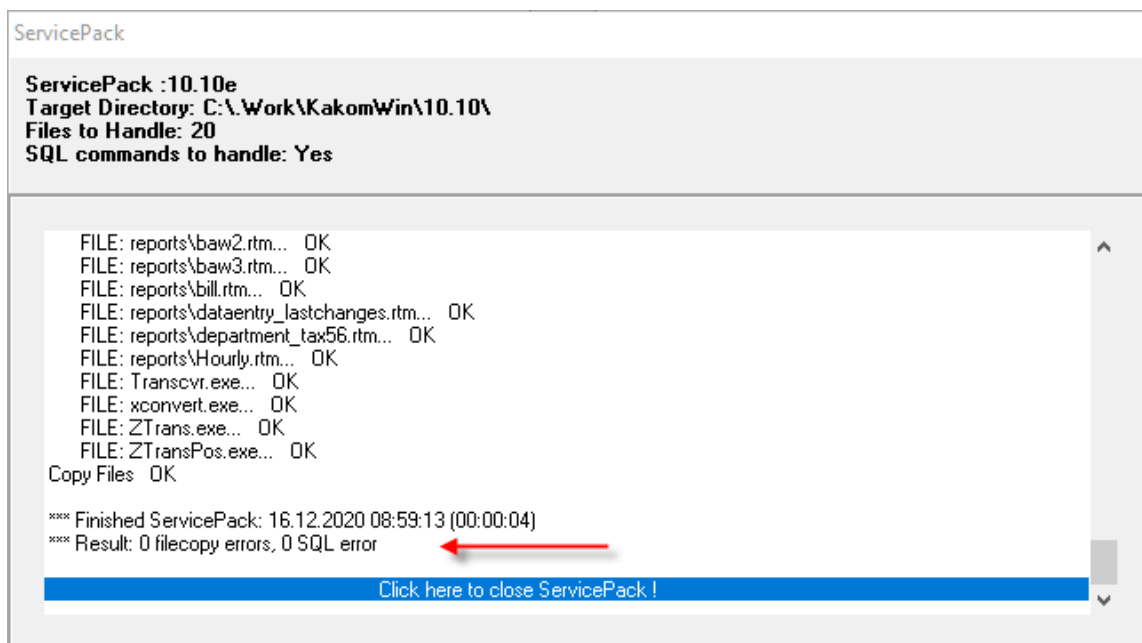 ServicePack
ServicePack :10.10e
Target Directory: C:\.Work\KakomWin\10.10\
Files to Handle: 20
SQL commands to handle: Yes
FILE: reports\baw2.rtm... OK
FILE: reports\baw3.rtm... OK
FILE: reports\bill.rtm... OK
FILE: reports\dataentry_lastchanges.rtm... OK
FILE: reports\department_tax56.rtm... OK
FILE: reports\Hourly.rtm... OK
FILE: Transcvr.exe... OK
FILE: xconvert.exe... OK
FILE: ZTrans.exe... OK
FILE: ZTransPos.exe... OK
Copy Files OK
*** Finished ServicePack: 16.12.2020 08:59:13 (00:00:04)
*** Result: 0 filecopy errors, 0 SQL error
Click here to close ServicePack !